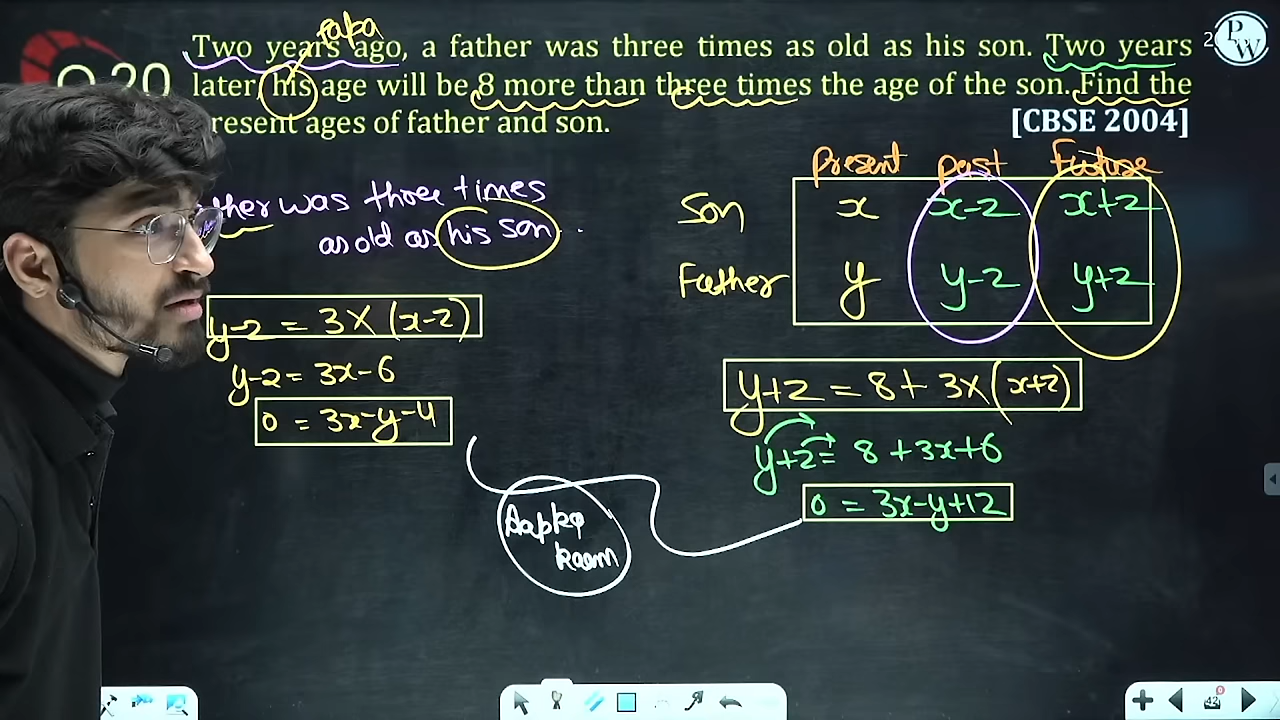 papa
Two years ago, a father was three times as old as his son. Two years
Q.20 later, his age will be 8 more than three times the age of the son. Find the
resent ages of father and son. [CBSE 2004]
PW
ther was three times
as old as his son..
present past Future
Son x x-2 x+2
Father y y-2 y+2
y-2 = 3×(x-2)
y-2 = 3x-6
0 = 3x-y-4
y+2 = 8+3×(x+2)
y+2= 8+3x+6
0 = 3x-y+12
Aapka
kaam